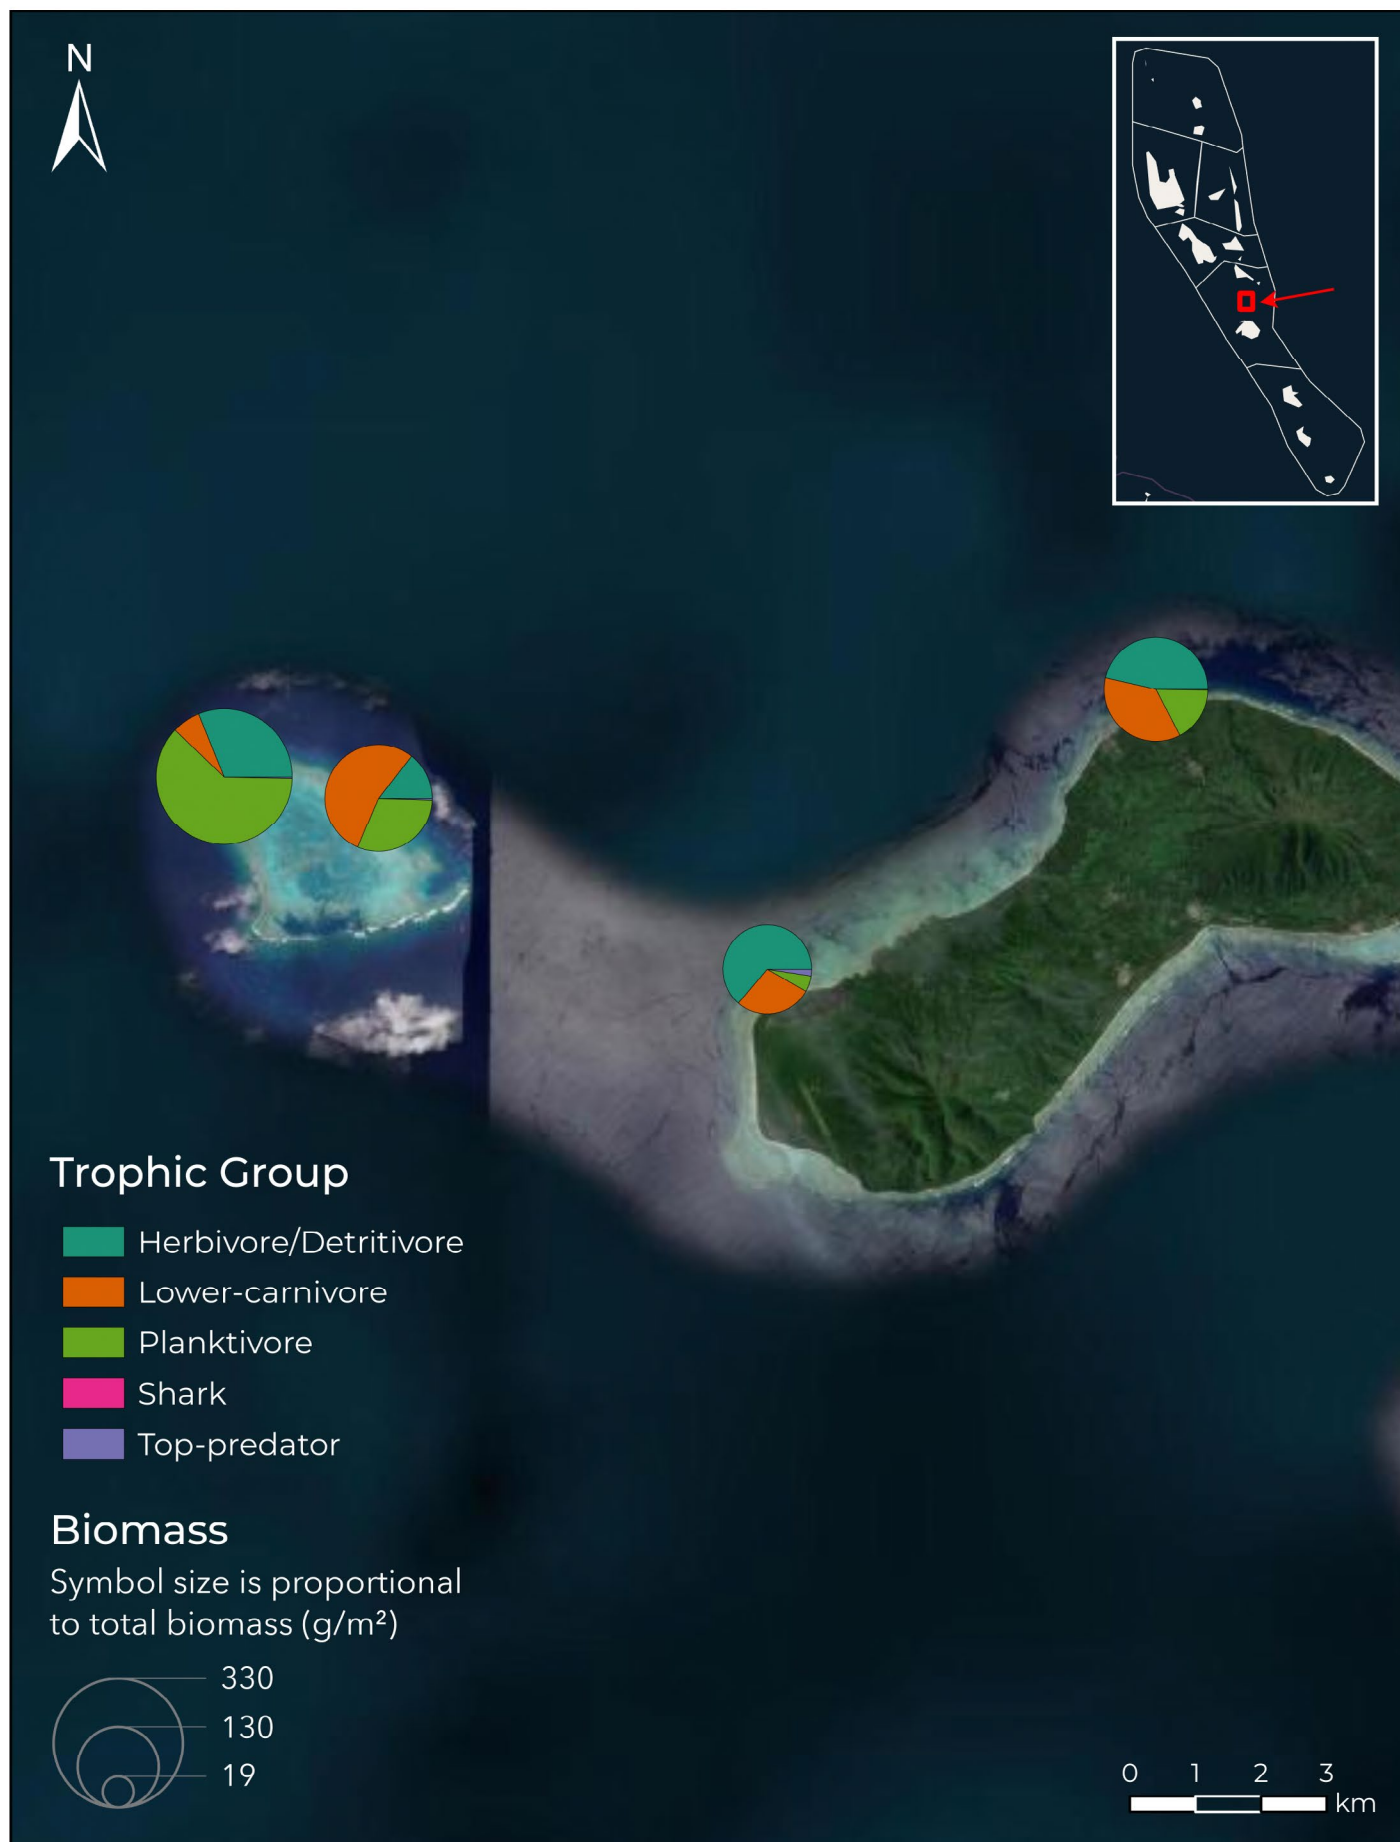 N
Trophic Group
Herbivore/Detritivore
Lower-carnivore
Planktivore
Shark
Top-predator
Biomass
Symbol size is proportional
to total biomass (g/m²)
330
130
19
0 1 2 3
km